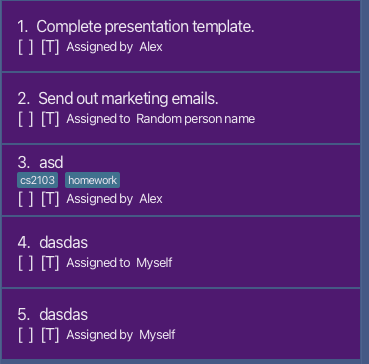 1. Complete presentation template.
[ ] [T] Assigned by Alex
2. Send out marketing emails.
[ ] [T] Assigned to Random person name
3. asd
cs2103 homework
[ ] [T] Assigned by Alex
4. dasdas
[ ] [T] Assigned to Myself
5. dasdas
[ ] [T] Assigned by Myself